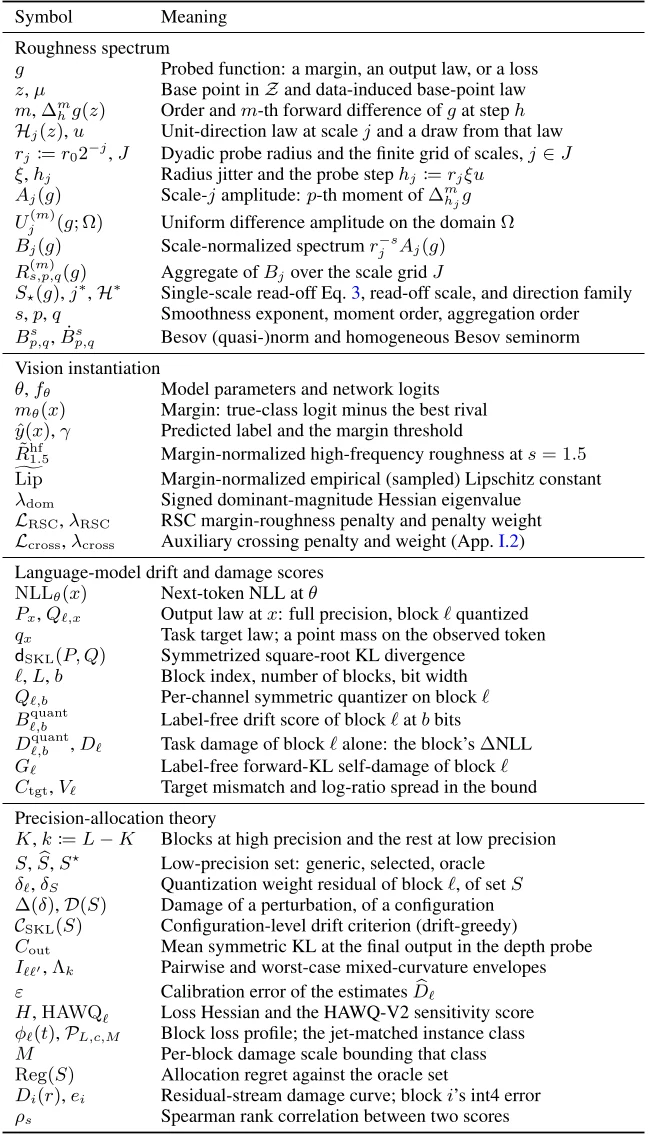 Symbol Meaning
Roughness spectrum
g Probed function: a margin, an output law, or a loss
z, μ Base point in 𝒵 and data-induced base-point law
m, Δₕᵐ g(z) Order and m-th forward difference of g at step h
ℋⱼ(z), u Unit-direction law at scale j and a draw from that law
rⱼ := r₀2⁻ʲ, J Dyadic probe radius and the finite grid of scales, j ∈ J
ξ, hⱼ Radius jitter and the probe step hⱼ := rⱼξu
Aⱼ(g) Scale-j amplitude: p-th moment of Δ_{hⱼ}^m g
Uⱼ^{(m)}(g; Ω) Uniform difference amplitude on the domain Ω
Bⱼ(g) Scale-normalized spectrum rⱼ⁻ˢAⱼ(g)
R_{s,p,q}^{(m)}(g) Aggregate of Bⱼ over the scale grid J
S⋆(g), j*, ℋ* Single-scale read-off Eq. 3, read-off scale, and direction family
s, p, q Smoothness exponent, moment order, aggregation order
B_{p,q}^s, Ḃ_{p,q}^s Besov (quasi-)norm and homogeneous Besov seminorm
Vision instantiation
θ, f_θ Model parameters and network logits
m_θ(x) Margin: true-class logit minus the best rival
ŷ(x), γ Predicted label and the margin threshold
R̃_{1.5}^{hf} Margin-normalized high-frequency roughness at s = 1.5
L͠ip Margin-normalized empirical (sampled) Lipschitz constant
λ_dom Signed dominant-magnitude Hessian eigenvalue
ℒ_RSC, λ_RSC RSC margin-roughness penalty and penalty weight
ℒ_cross, λ_cross Auxiliary crossing penalty and weight (App. I.2)
Language-model drift and damage scores
NLL_θ(x) Next-token NLL at θ
Pₓ, Q_{ℓ,x} Output law at x: full precision, block ℓ quantized
qₓ Task target law; a point mass on the observed token
d_SKL(P, Q) Symmetrized square-root KL divergence
ℓ, L, b Block index, number of blocks, bit width
Q_{ℓ,b} Per-channel symmetric quantizer on block ℓ
B_{ℓ,b}^{quant} Label-free drift score of block ℓ at b bits
D_{ℓ,b}^{quant}, D_ℓ Task damage of block ℓ alone: the block's ΔNLL
G_ℓ Label-free forward-KL self-damage of block ℓ
C_tgt, V_ℓ Target mismatch and log-ratio spread in the bound
Precision-allocation theory
K, k := L − K Blocks at high precision and the rest at low precision
S, Ŝ, S⋆ Low-precision set: generic, selected, oracle
δ_ℓ, δ_S Quantization weight residual of block ℓ, of set S
Δ(δ), 𝒟(S) Damage of a perturbation, of a configuration
𝒞_SKL(S) Configuration-level drift criterion (drift-greedy)
C_out Mean symmetric KL at the final output in the depth probe
I_{ℓℓ′}, Λ_k Pairwise and worst-case mixed-curvature envelopes
ε Calibration error of the estimates D̂_ℓ
H, HAWQ_ℓ Loss Hessian and the HAWQ-V2 sensitivity score
ϕ_ℓ(t), 𝒫_{L,c,M} Block loss profile; the jet-matched instance class
M Per-block damage scale bounding that class
Reg(S) Allocation regret against the oracle set
D_i(r), e_i Residual-stream damage curve; block i's int4 error
ρ_s Spearman rank correlation between two scores